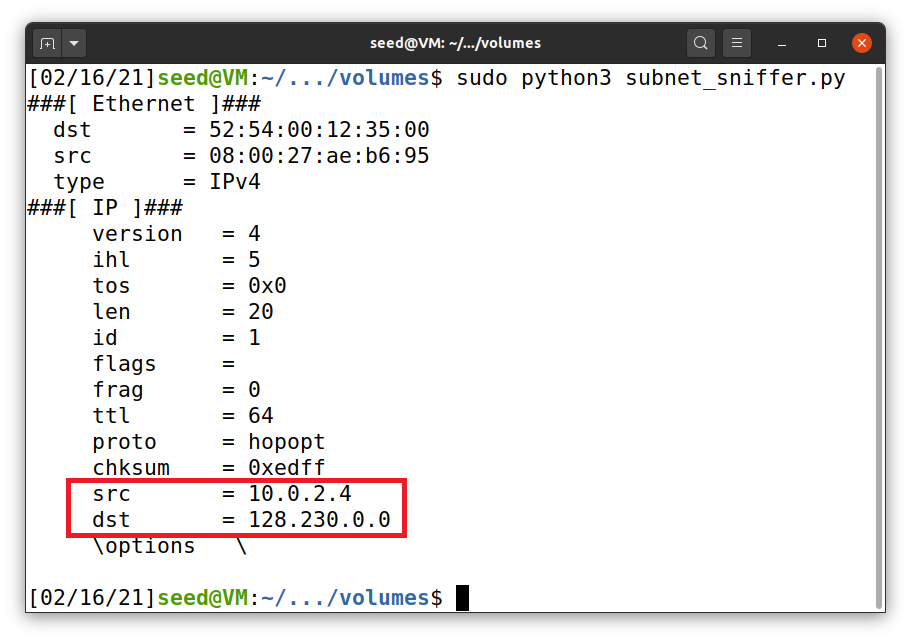 seed@VM: ~/.../volumes
[02/16/21]seed@VM:~/.../volumes$ sudo python3 subnet_sniffer.py
###[ Ethernet ]###
  dst       = 52:54:00:12:35:00
  src       = 08:00:27:ae:b6:95
  type      = IPv4
###[ IP ]###
     version   = 4
     ihl       = 5
     tos       = 0x0
     len       = 20
     id        = 1
     flags     =
     frag      = 0
     ttl       = 64
     proto     = hopopt
     chksum    = 0xedff
     src       = 10.0.2.4
     dst       = 128.230.0.0
     \options   \
[02/16/21]seed@VM:~/.../volumes$